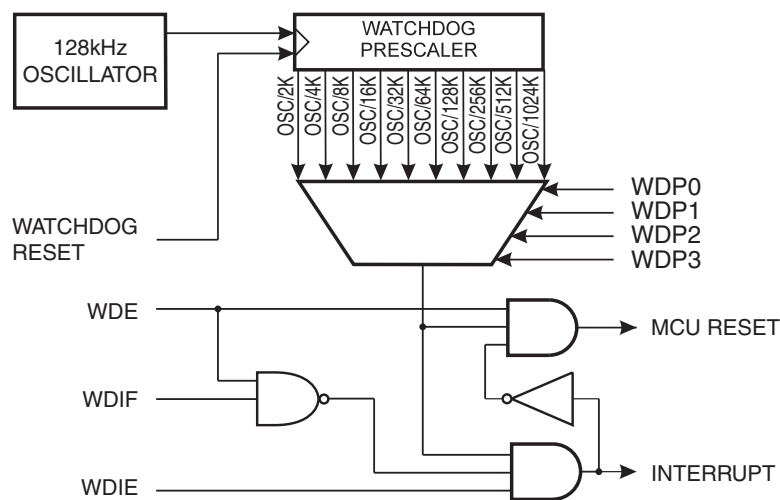 128kHz
OSCILLATOR
WATCHDOG
PRESCALER
OSC/2K
OSC/4K
OSC/8K
OSC/16K
OSC/32K
OSC/64K
OSC/128K
OSC/256K
OSC/512K
OSC/1024K
WDP0
WDP1
WDP2
WDP3
WATCHDOG
RESET
WDE
MCU RESET
WDIF
INTERRUPT
WDIE